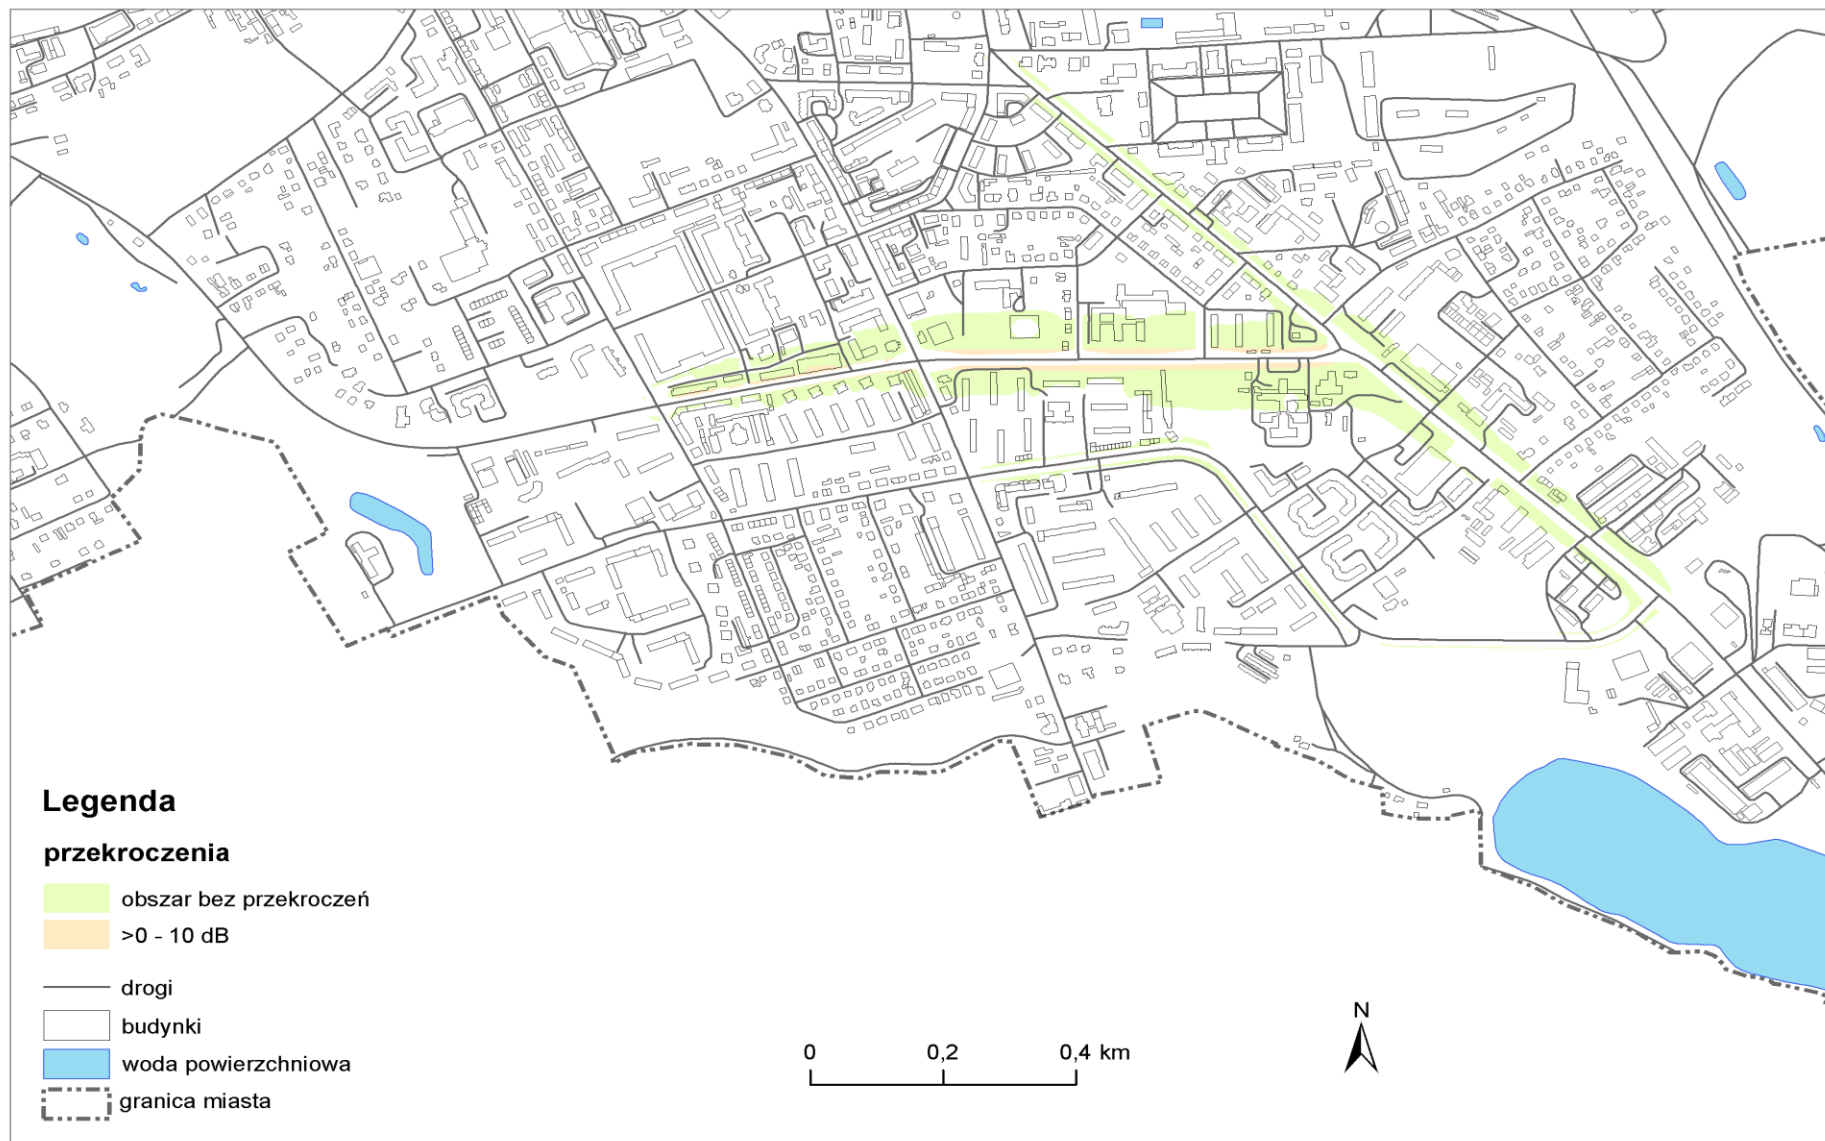 Legenda
przekroczenia
obszar bez przekroczeń
>0 - 10 dB
drogi
budynki
woda powierzchniowa
granica miasta
0 0,2 0,4 km
N